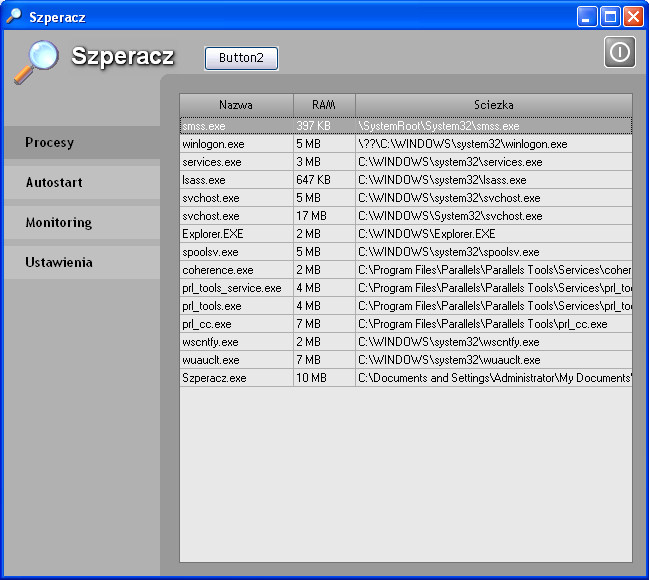 Szperacz
Szperacz
Button2
Nazwa RAM Sciezka
smss.exe 397 KB \SystemRoot\System32\smss.exe
winlogon.exe 5 MB \??\C:\WINDOWS\system32\winlogon.exe
services.exe 3 MB C:\WINDOWS\system32\services.exe
lsass.exe 647 KB C:\WINDOWS\system32\lsass.exe
svchost.exe 5 MB C:\WINDOWS\system32\svchost.exe
svchost.exe 17 MB C:\WINDOWS\System32\svchost.exe
Explorer.EXE 2 MB C:\WINDOWS\Explorer.EXE
spoolsv.exe 5 MB C:\WINDOWS\system32\spoolsv.exe
coherence.exe 2 MB C:\Program Files\Parallels\Parallels Tools\Services\coher
prl_tools_service.exe 4 MB C:\Program Files\Parallels\Parallels Tools\Services\prl_to
prl_tools.exe 4 MB C:\Program Files\Parallels\Parallels Tools\Services\prl_to
prl_cc.exe 7 MB C:\Program Files\Parallels\Parallels Tools\prl_cc.exe
wscntfy.exe 2 MB C:\WINDOWS\system32\wscntfy.exe
wuauclt.exe 7 MB C:\WINDOWS\system32\wuauclt.exe
Szperacz.exe 10 MB C:\Documents and Settings\Administrator\My Documents\
Procesy
Autostart
Monitoring
Ustawienia